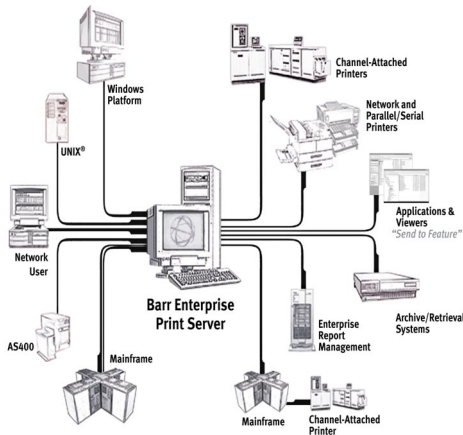 Windows
Platform
Channel-Attached
Printers
Network and
Parallel/Serial
Printers
UNIX®
Applications &
Viewers
"Send to Feature"
Network
User
Barr Enterprise
Print Server
Archive/Retrieval
Systems
Enterprise
Report
Management
AS400
Mainframe
Mainframe
Channel-Attached
Printer